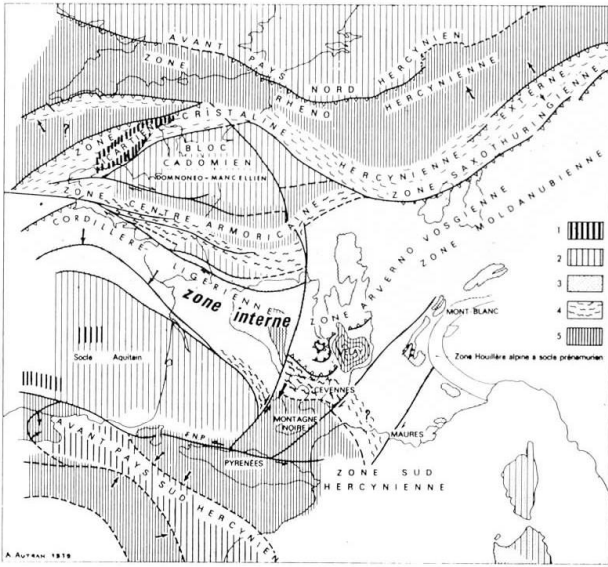 AVANT PAYS NORD HERCYNIEN
ZONE RHENO HERCYNIENNE
ZONE CRISTALINE HERCYNIENNE EXTERNE
ZONE SAXOTHURINGIENNE
?
BLOC
CADOMIEN
DOMNONEO-MANCELLIEN
ZONE CENTRE ARMORICAINE
CORDILLERE LIGERIENNE
zone interne
ZONE ARVERNO VOSGIENNE
ZONE MOLDANUBIENNE
1
2
3
4
5
MONT-BLANC
Zone Houillère alpine à socle prénamurien
Socle Aquitain
VELAY
CEVENNES
MONTAGNE
NOIRE
?
MAURES
FNP
PYRENÉES
ZONE SUD
HERCYNIENNE
AVANT PAYS SUD HERCYNIEN
A. AUTRAN 1979